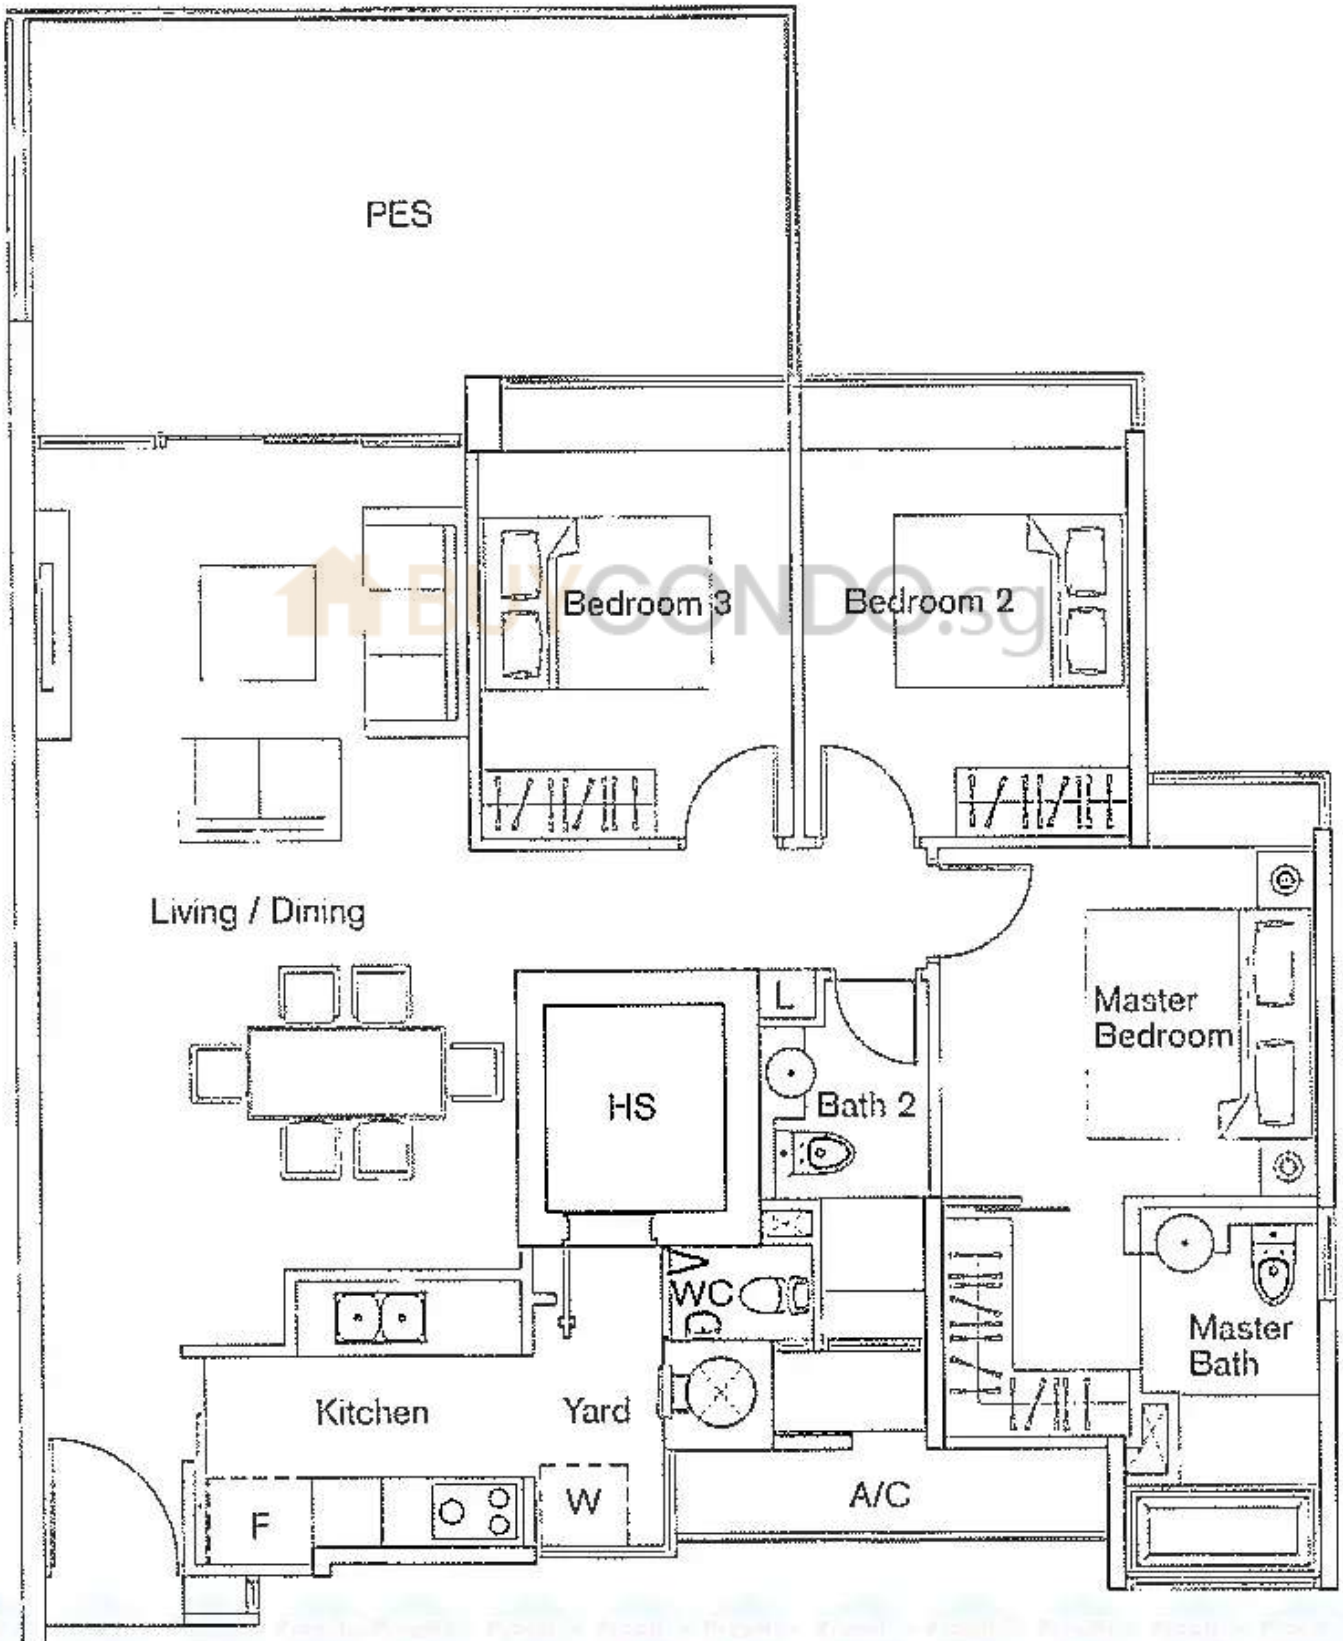 PES
BUYCONDO.sg
Bedroom 3
Bedroom 2
Living / Dining
L
Master
Bedroom
HS
Bath 2
WC
Master
Bath
Kitchen
Yard
F
W
A/C